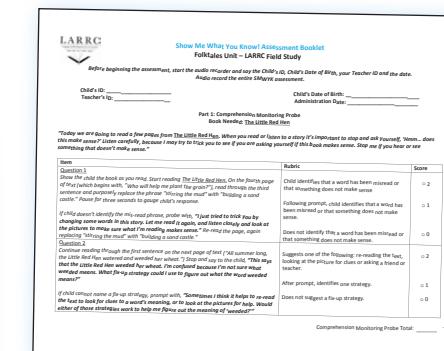 LARRC
Show Me What You Know! Assessment Booklet
Folktales Unit – LARRC Field Study
Before beginning the assessment, start the audio recorder and say the Child's ID, Child's Date of Birth, your Teacher ID and the date.
Audio record the entire SMWYK assessment.
Child's ID:
Child's Date of Birth:
Teacher's ID:
Administration Date:
Part 1: Comprehension Monitoring Probe
Book Needed: The Little Red Hen
"Today we are going to read a few pages from The Little Red Hen. When you read or listen to a story it's important to stop and ask yourself, 'Hmm... does
this make sense?' Listen carefully, because I may try to trick you to see if you are asking yourself if this book makes sense. Stop me if you hear or see
something that doesn't make sense."
Item Rubric Score
Question 1
Show the child the book as you read. Start reading The Little Red Hen. On the fourth page
of text (which begins with, "Who will help me plant the grain?"), read through the third
sentence and purposely replace the phrase "stirring the mud" with "building a sand
castle." Pause for three seconds to gauge child's response.
Child identifies that a word has been misread or
that something does not make sense
○ 2
Following prompt, child identifies that a word has
been misread or that something does not make
sense.
○ 1
If child doesn't identify the mis-read phrase, probe with, "I just tried to trick you by
changing some words in this story. Let me read it again, and listen closely and look at
the pictures to make sure what I'm reading makes sense." Re-read the page, again
replacing "stirring the mud" with "building a sand castle."
Does not identify that a word has been misread or
that something does not make sense.
○ 0
Question 2
Continue reading through the first sentence on the next page of text ("All summer long,
the Little Red Hen watered and weeded her wheat.") Stop and say to the child, "This says
that the Little Red Hen weeded her wheat. I'm confused because I'm not sure what
weeded means. What fix-up strategy could I use to figure out what the word weeded
means?"
Suggests one of the following: re-reading the text,
looking at the picture for clues or asking a friend or
teacher.
○ 2
After prompt, identifies one strategy.
○ 1
If child cannot name a fix-up strategy, prompt with, "Sometimes I think it helps to re-read
the text to look for clues to a word's meaning, or to look at the pictures for help. Would
either of those strategies work to help me figure out the meaning of 'weeded?'"
Does not suggest a fix-up strategy.
○ 0
Comprehension Monitoring Probe Total: